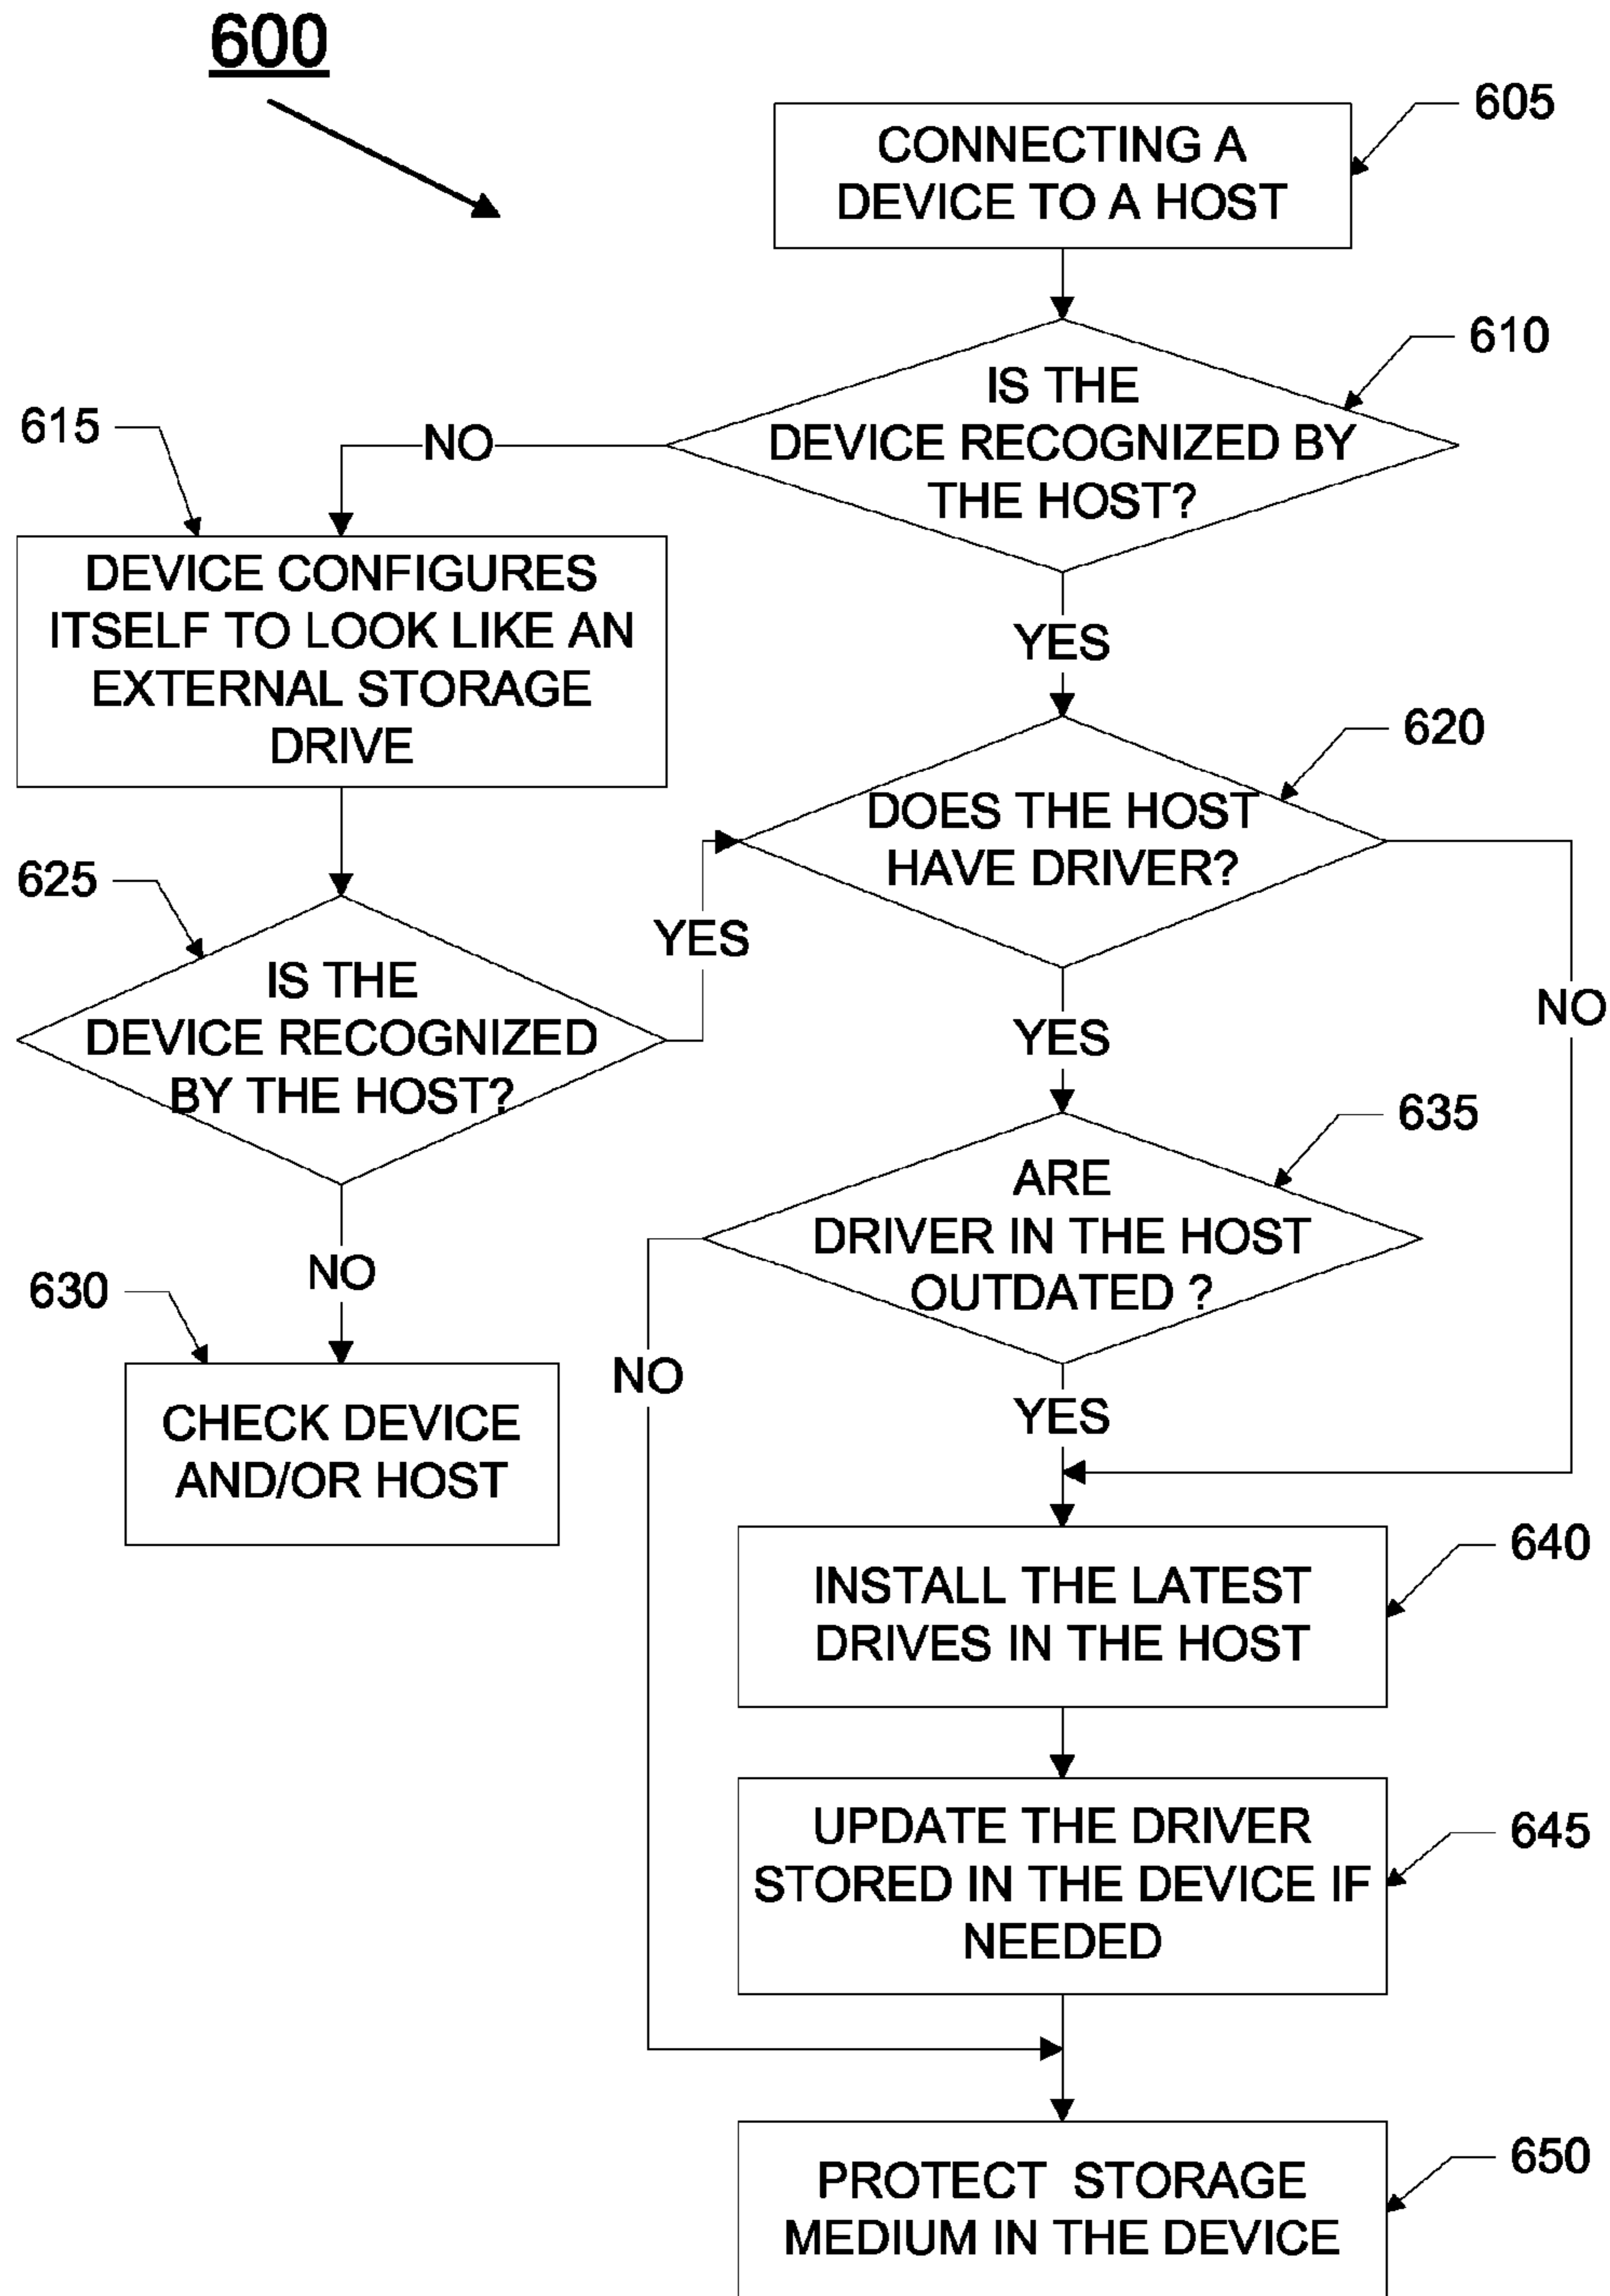 600
605
CONNECTING A
DEVICE TO A HOST
610
IS THE
DEVICE RECOGNIZED BY
THE HOST?
NO
YES
615
DEVICE CONFIGURES
ITSELF TO LOOK LIKE AN
EXTERNAL STORAGE
DRIVE
620
DOES THE HOST
HAVE DRIVER?
625
IS THE
DEVICE RECOGNIZED
BY THE HOST?
YES
NO
YES
NO
630
CHECK DEVICE
AND/OR HOST
635
ARE
DRIVER IN THE HOST
OUTDATED ?
NO
YES
640
INSTALL THE LATEST
DRIVES IN THE HOST
645
UPDATE THE DRIVER
STORED IN THE DEVICE IF
NEEDED
650
PROTECT STORAGE
MEDIUM IN THE DEVICE